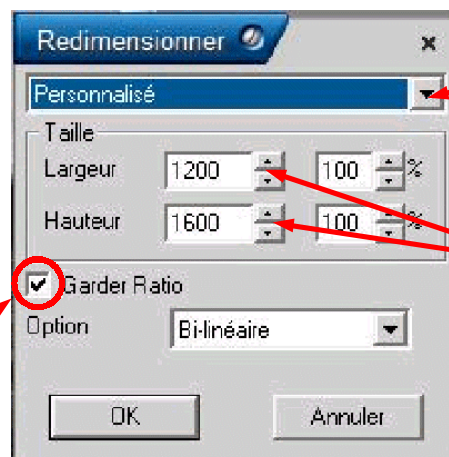 Redimensionner
Personnalisé
Taille
Largeur 1200 100 %
Hauteur 1600 100 %
Garder Ratio
Option Bi-linéaire
OK Annuler